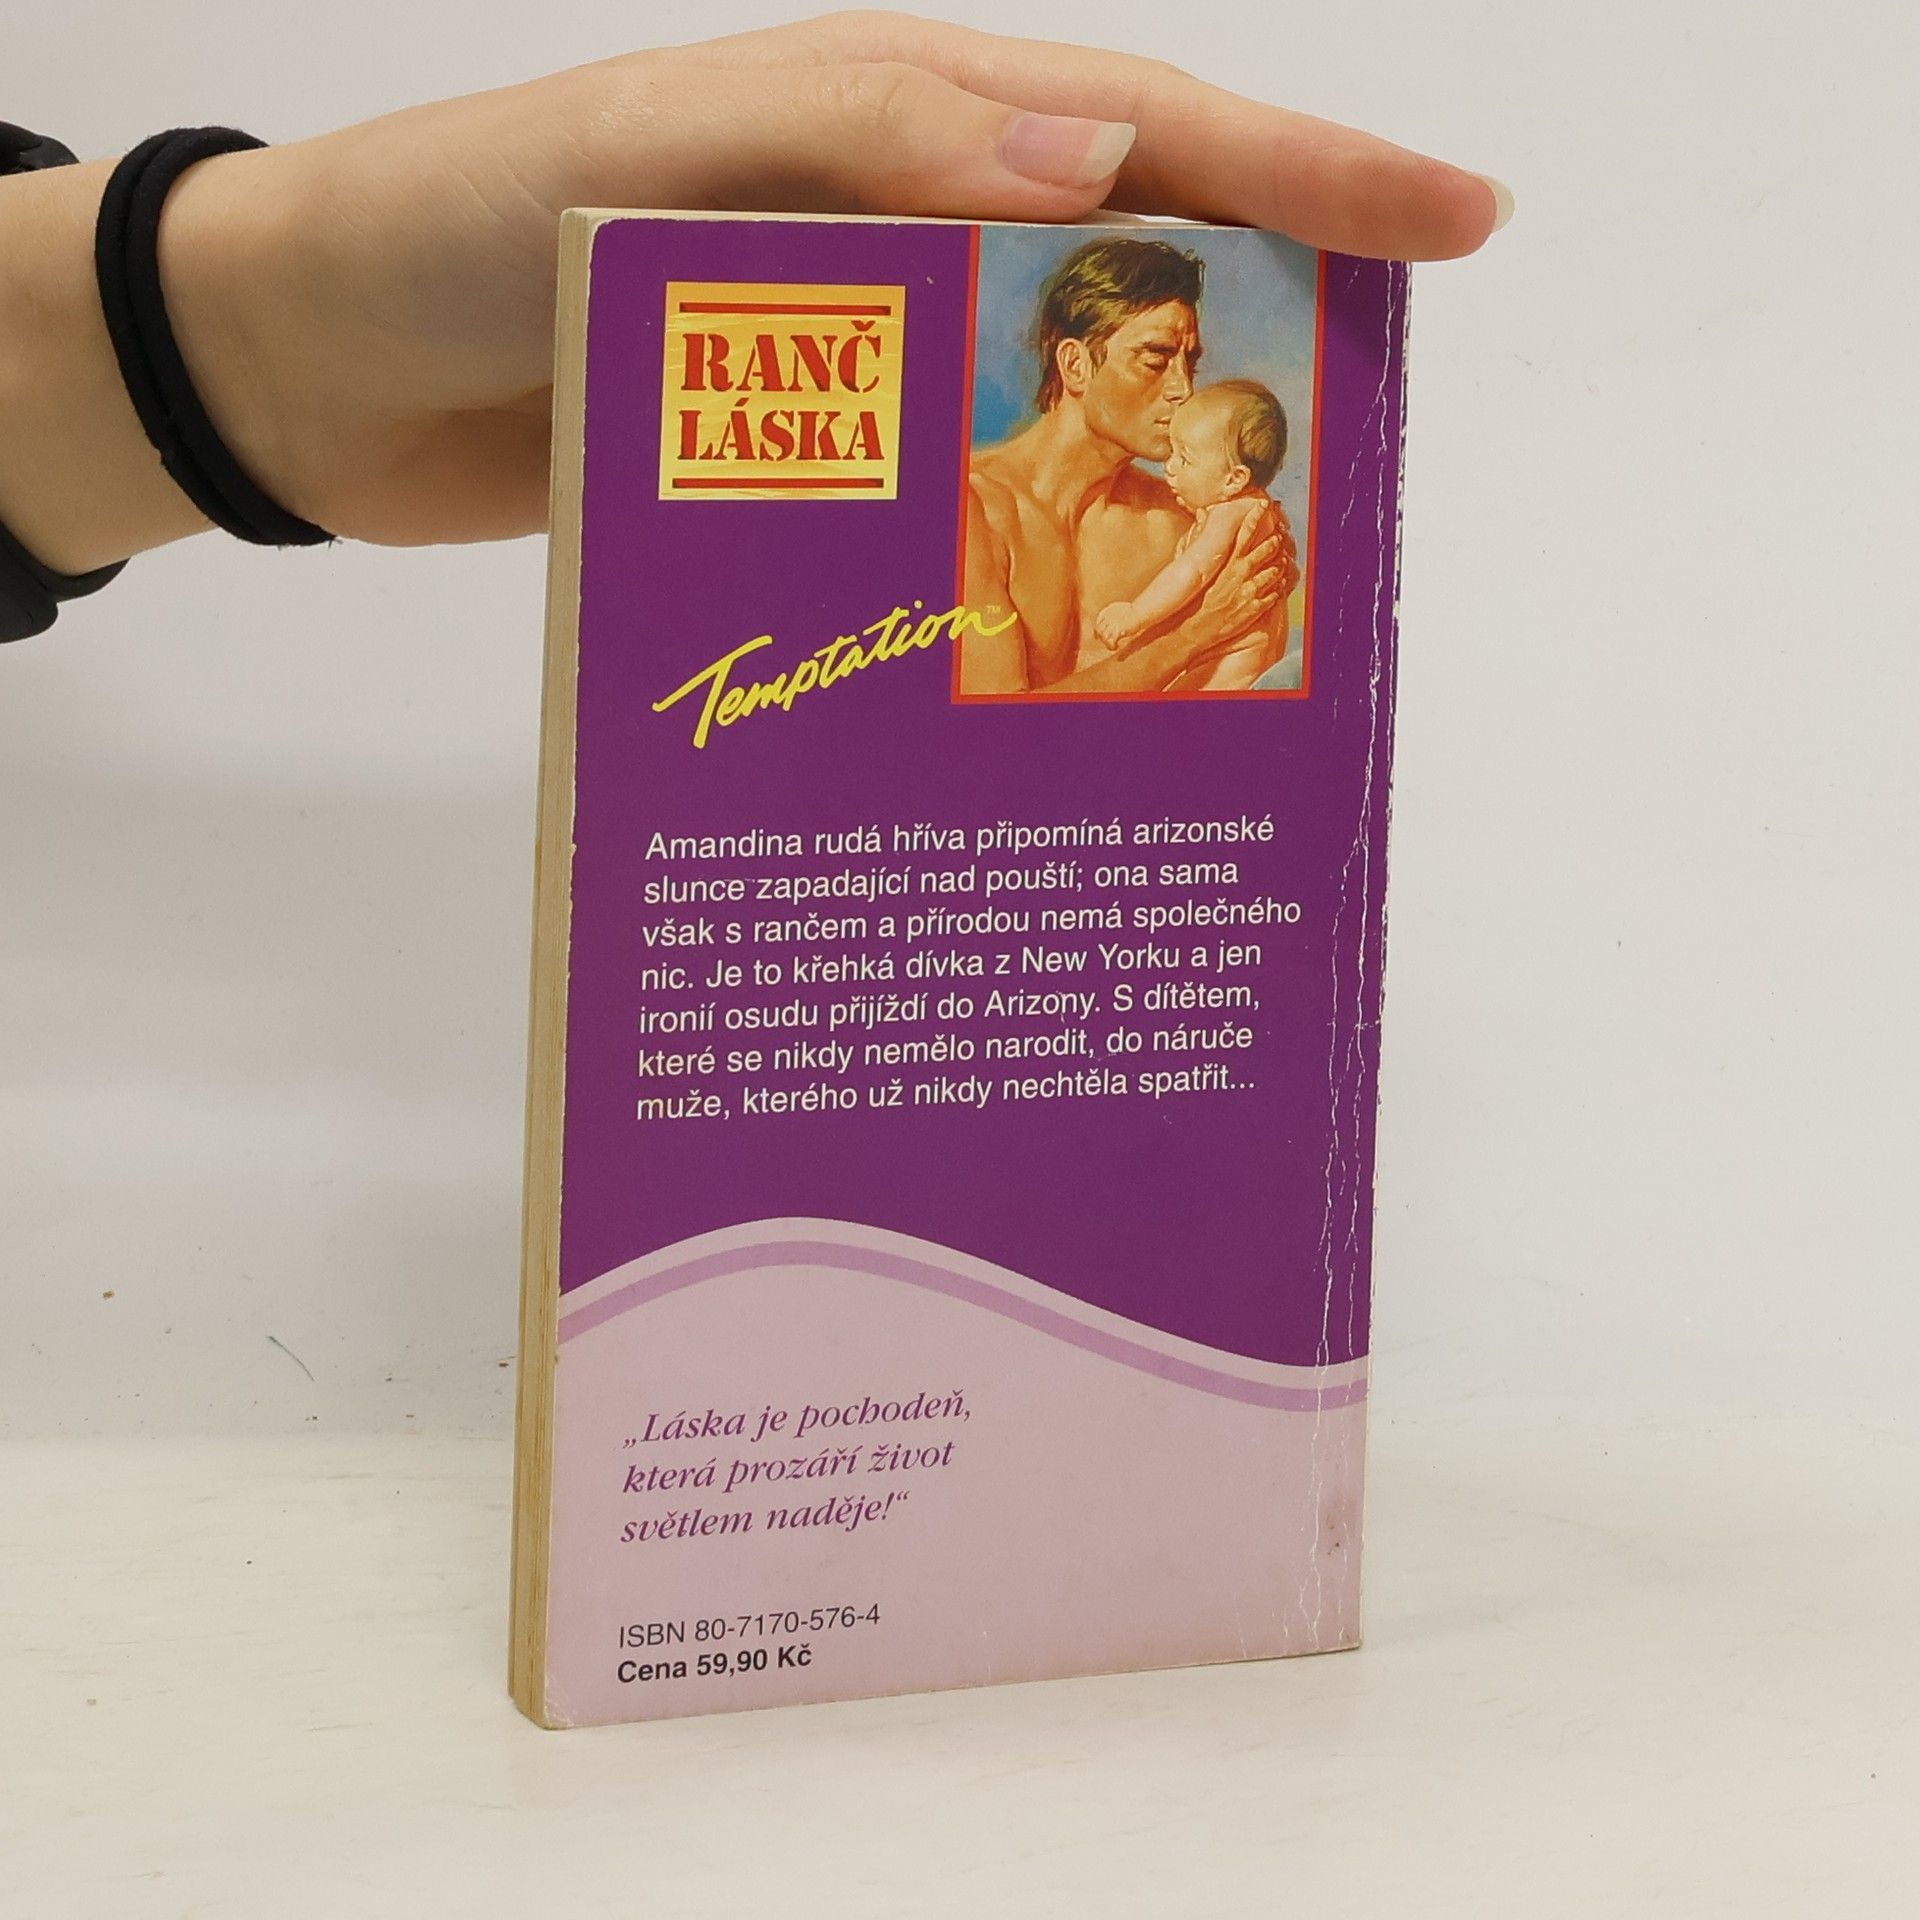 RANČ
LÁSKA
Temptation™
Amandina rudá hříva připomíná arizonské
slunce zapadající nad pouští; ona sama
však s rančem a přírodou nemá společného
nic. Je to křehká dívka z New Yorku a jen
ironií osudu přijíždí do Arizony. S dítětem,
které se nikdy nemělo narodit, do náruče
muže, kterého už nikdy nechtěla spatřit...
„Láska je pochodeň,
která prozáří život
světlem naděje!“
ISBN 80-7170-576-4
Cena 59,90 Kč